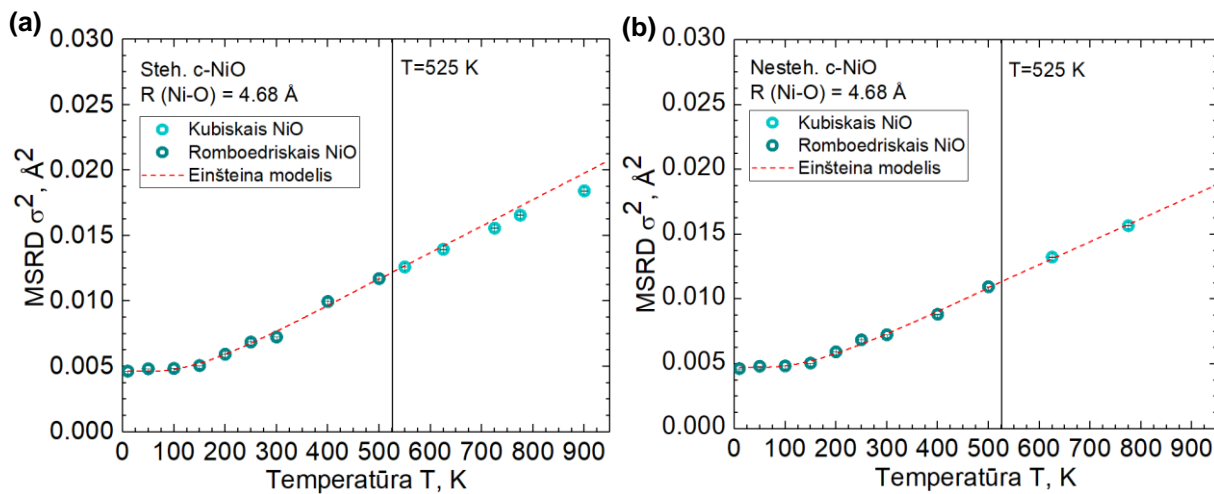 (a)
0.030
0.025
0.020
0.015
0.010
0.005
0.000
MSRD σ², Å²
Steh. c-NiO
R (Ni-O) = 4.68 Å
Kubiskais NiO
Romboedriskais NiO
Einšteina modelis
T=525 K
0 100 200 300 400 500 600 700 800 900
Temperatūra T, K
(b)
0.030
0.025
0.020
0.015
0.010
0.005
0.000
MSRD σ², Å²
Nesteh. c-NiO
R (Ni-O) = 4.68 Å
Kubiskais NiO
Romboedriskais NiO
Einšteina modelis
T=525 K
0 100 200 300 400 500 600 700 800 900
Temperatūra T, K